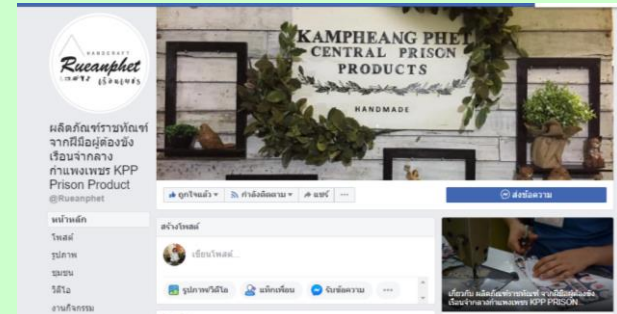 HANDCRAFT
Rueanphet
เรือนเพชร
ผลิตภัณฑ์ราชทัณฑ์
จากฝีมือผู้ต้องขัง
เรือนจำกลาง
กำแพงเพชร KPP
Prison Product
@Rueanphet
หน้าหลัก
โพสต์
รูปภาพ
ชุมชน
วิดีโอ
งานกิจกรรม
KAMPHEANG PHET
CENTRAL PRISON
PRODUCTS
HANDMADE
ถูกใจแล้ว
กำลังติดตาม
แชร์
ส่งข้อความ
สร้างโพสต์
เขียนโพสต์...
รูปภาพ/วิดีโอ
แท็กเพื่อน
รับข้อความ
เกี่ยวกับ ผลิตภัณฑ์ราชทัณฑ์ จากฝีมือผู้ต้องขัง
เรือนจำกลางกำแพงเพชร KPP PRISON...